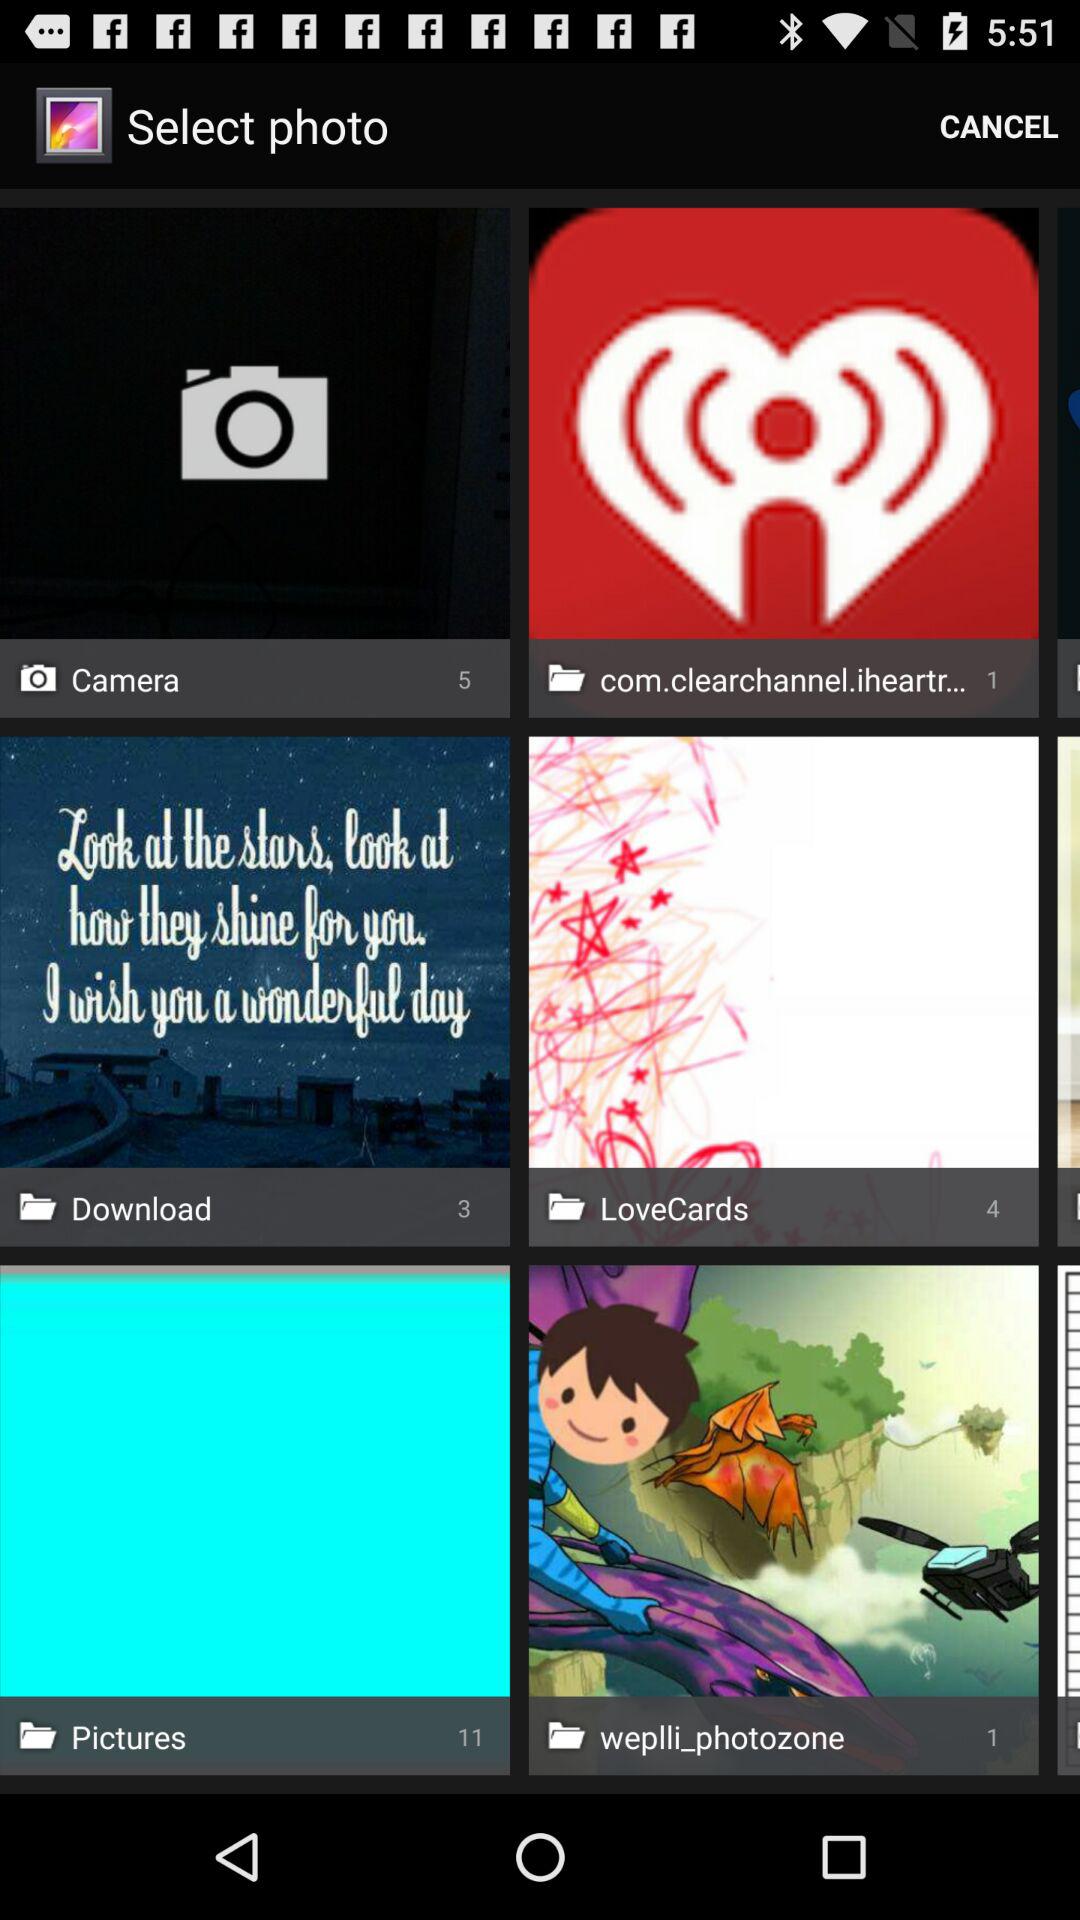 5:51
Select photo
CANCEL
Camera 5
com.clearchannel.iheartr... 1
Look at the stars, look at
how they shine for you.
I wish you a wonderful day
Download 3
LoveCards 4
Pictures 11
weplli_photozone 1